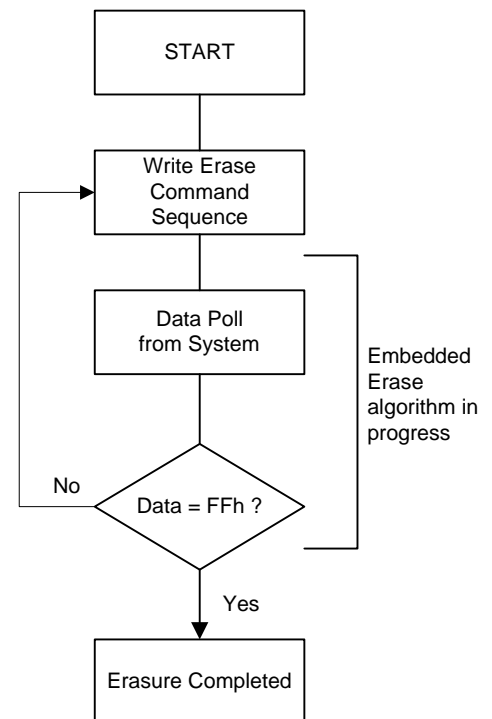 START
Write Erase
Command
Sequence
Data Poll
from System
Embedded
Erase
algorithm in
progress
No
Data = FFh ?
Yes
Erasure Completed